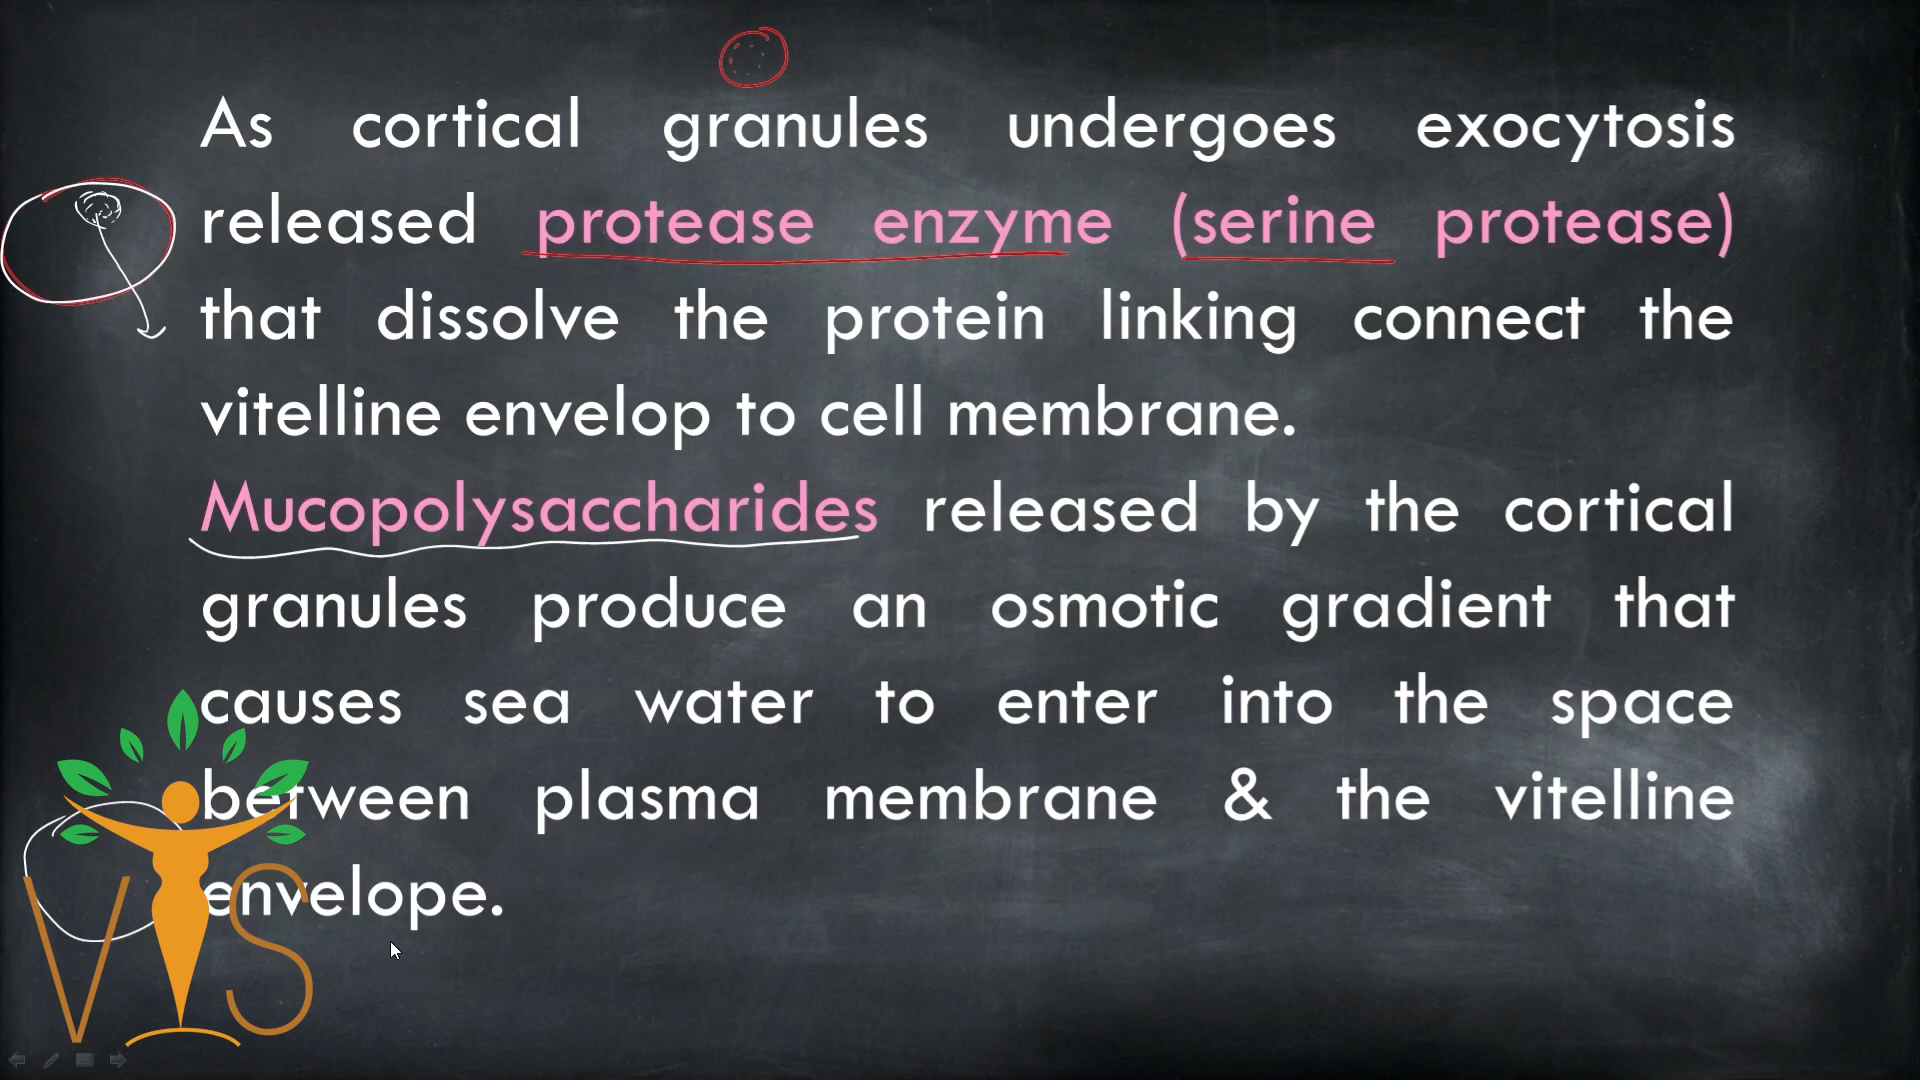 As cortical granules undergoes exocytosis
released protease enzyme (serine protease)
that dissolve the protein linking connect the
vitelline envelop to cell membrane.
Mucopolysaccharides released by the cortical
granules produce an osmotic gradient that
causes sea water to enter into the space
between plasma membrane & the vitelline
envelope.
VIS